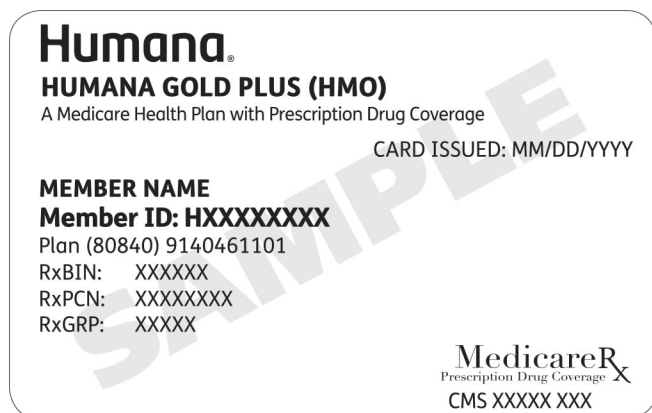 Humana®
HUMANA GOLD PLUS (HMO)
A Medicare Health Plan with Prescription Drug Coverage
CARD ISSUED: MM/DD/YYYY
MEMBER NAME
Member ID: HXXXXXXXX
Plan (80840) 9140461101
RxBIN: XXXXXX
RxPCN: XXXXXXXX
RxGRP: XXXXX
SAMPLE
MedicareRx
Prescription Drug Coverage
CMS XXXXX XXX